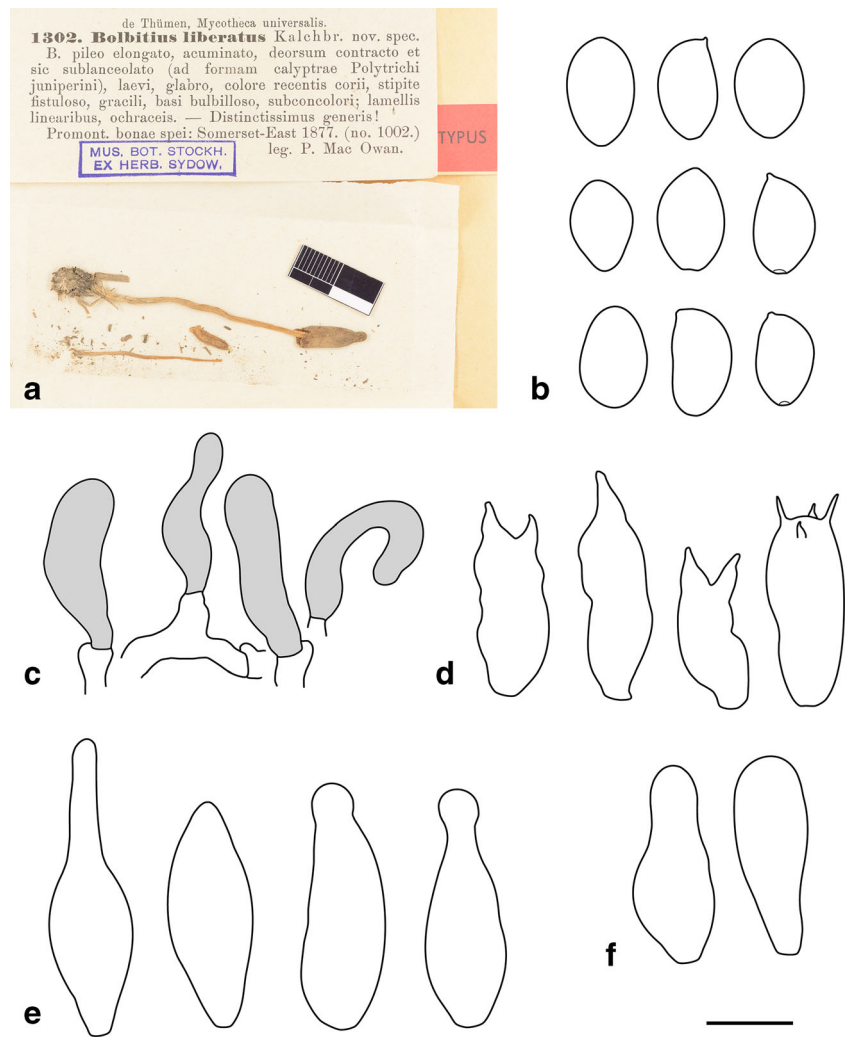 de Thümen, Mycotheca universalis.
1302. Bolbitius liberatus Kalchbr. nov. spec.
B. pileo elongato, acuminato, deorsum contracto et
sic sublanceolato (ad formam calyptrae Polytrichi
juniperini), laevi, glabro, colore recentis corii, stipite
fistuloso, gracili, basi bulbilloso, subconcolori; lamellis
linearibus, ochraceis. — Distinctissimus generis!
Promont. bonae spei: Somerset-East 1877. (no. 1002.)
leg. P. Mac Owan.
MUS. BOT. STOCKH.
EX HERB. SYDOW.
TYPUS
a
b
c
d
e
f